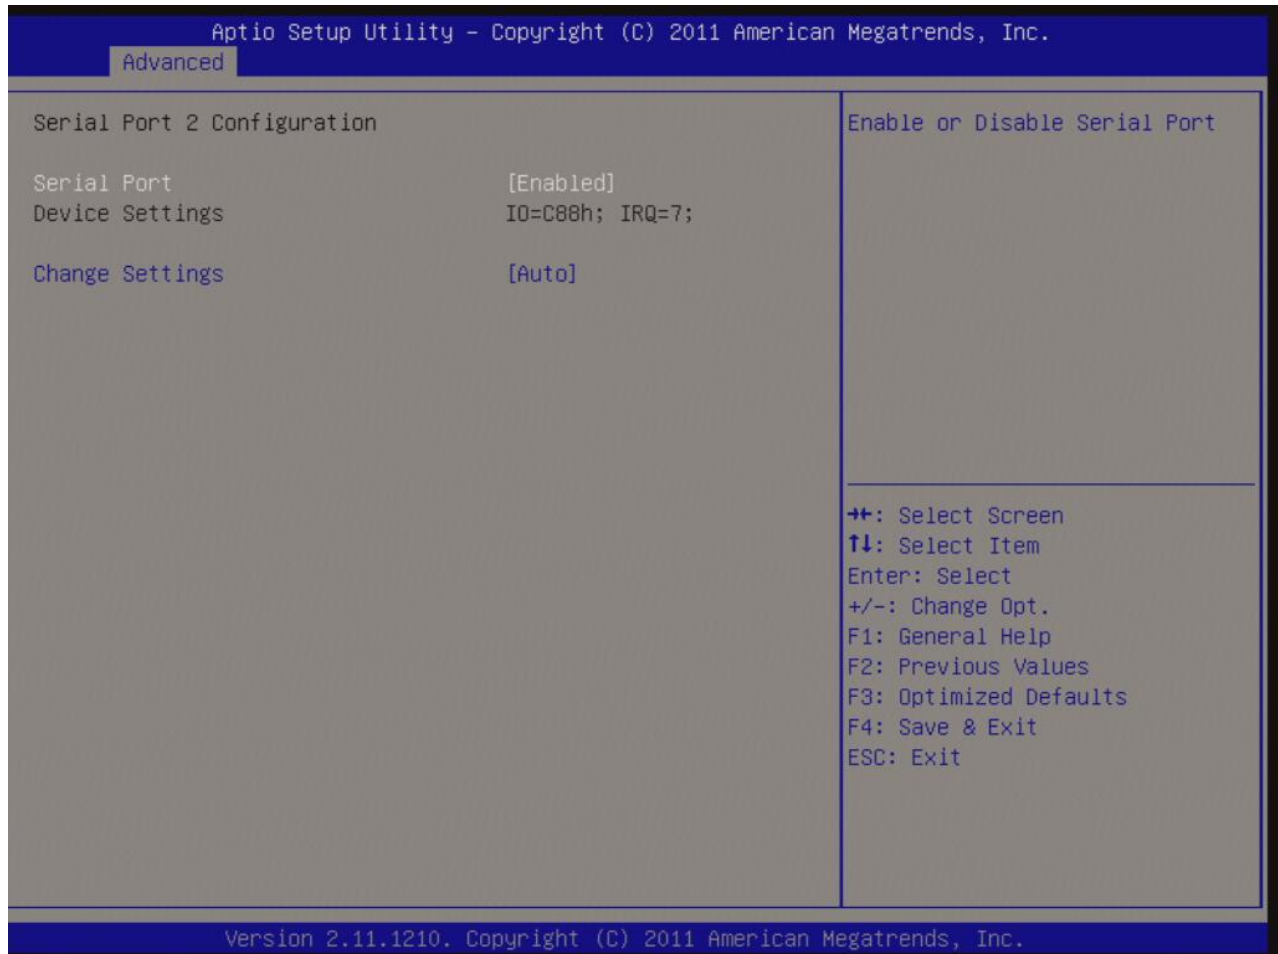 Aptio Setup Utility – Copyright (C) 2011 American Megatrends, Inc.
Advanced
Serial Port 2 Configuration
Serial Port [Enabled]
Device Settings IO=C88h; IRQ=7;
Change Settings [Auto]
Enable or Disable Serial Port
→←: Select Screen
↑↓: Select Item
Enter: Select
+/-: Change Opt.
F1: General Help
F2: Previous Values
F3: Optimized Defaults
F4: Save & Exit
ESC: Exit
Version 2.11.1210. Copyright (C) 2011 American Megatrends, Inc.